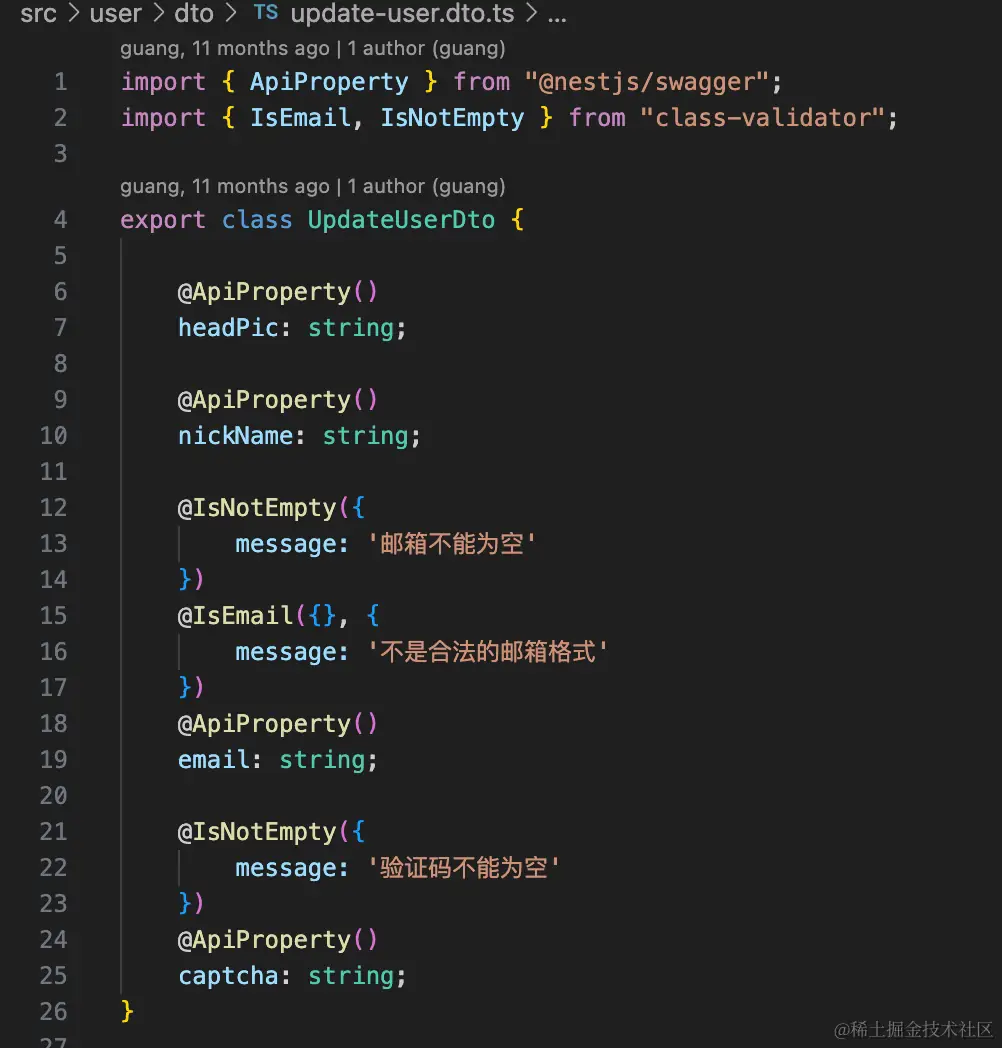 src > user > dto > TS update-user.dto.ts > ...
guang, 11 months ago | 1 author (guang)
1 import { ApiProperty } from "@nestjs/swagger";
2 import { IsEmail, IsNotEmpty } from "class-validator";
3
guang, 11 months ago | 1 author (guang)
4 export class UpdateUserDto {
5
6     @ApiProperty()
7     headPic: string;
8
9     @ApiProperty()
10     nickName: string;
11
12     @IsNotEmpty({
13         message: '邮箱不能为空'
14     })
15     @IsEmail({}, {
16         message: '不是合法的邮箱格式'
17     })
18     @ApiProperty()
19     email: string;
20
21     @IsNotEmpty({
22         message: '验证码不能为空'
23     })
24     @ApiProperty()
25     captcha: string;
26 }
27
@稀土掘金技术社区